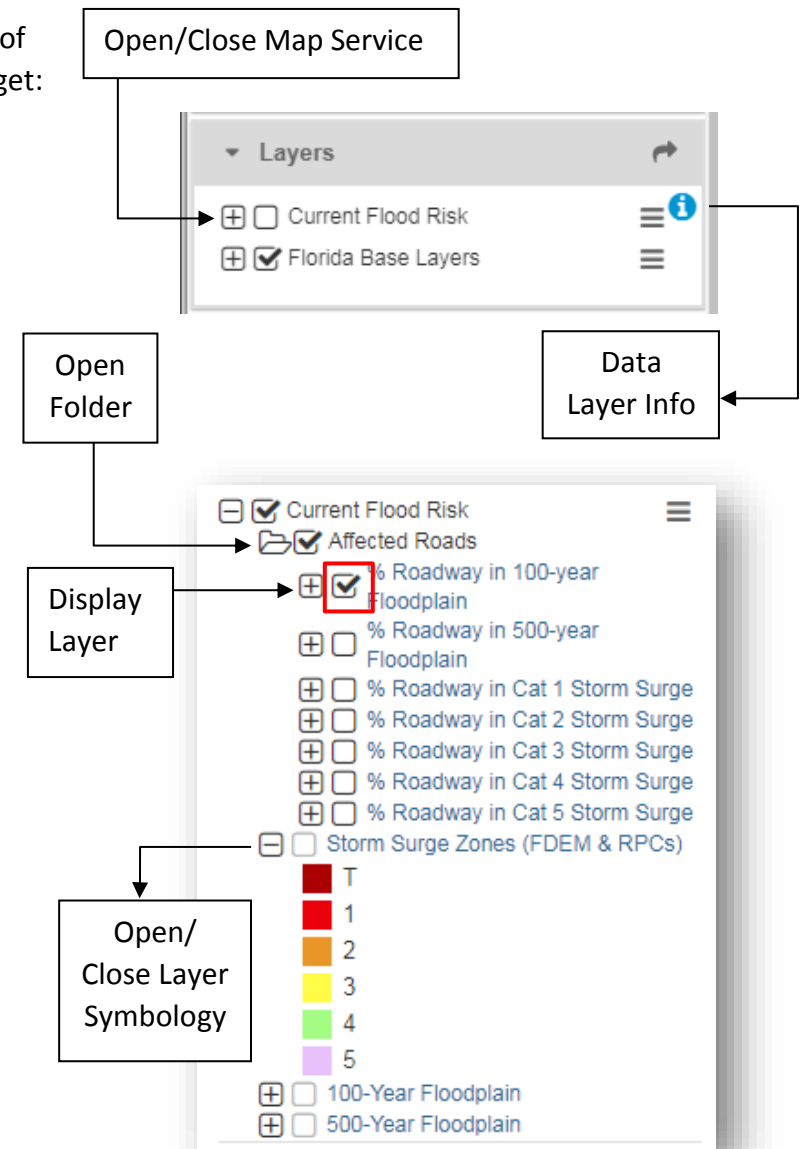 of
get:
Open/Close Map Service
Layers
Current Flood Risk
Florida Base Layers
Open
Folder
Data
Layer Info
Current Flood Risk
Affected Roads
% Roadway in 100-year
Floodplain
Display
Layer
% Roadway in 500-year
Floodplain
% Roadway in Cat 1 Storm Surge
% Roadway in Cat 2 Storm Surge
% Roadway in Cat 3 Storm Surge
% Roadway in Cat 4 Storm Surge
% Roadway in Cat 5 Storm Surge
Storm Surge Zones (FDEM & RPCs)
T
1
2
3
4
5
Open/
Close Layer
Symbology
100-Year Floodplain
500-Year Floodplain